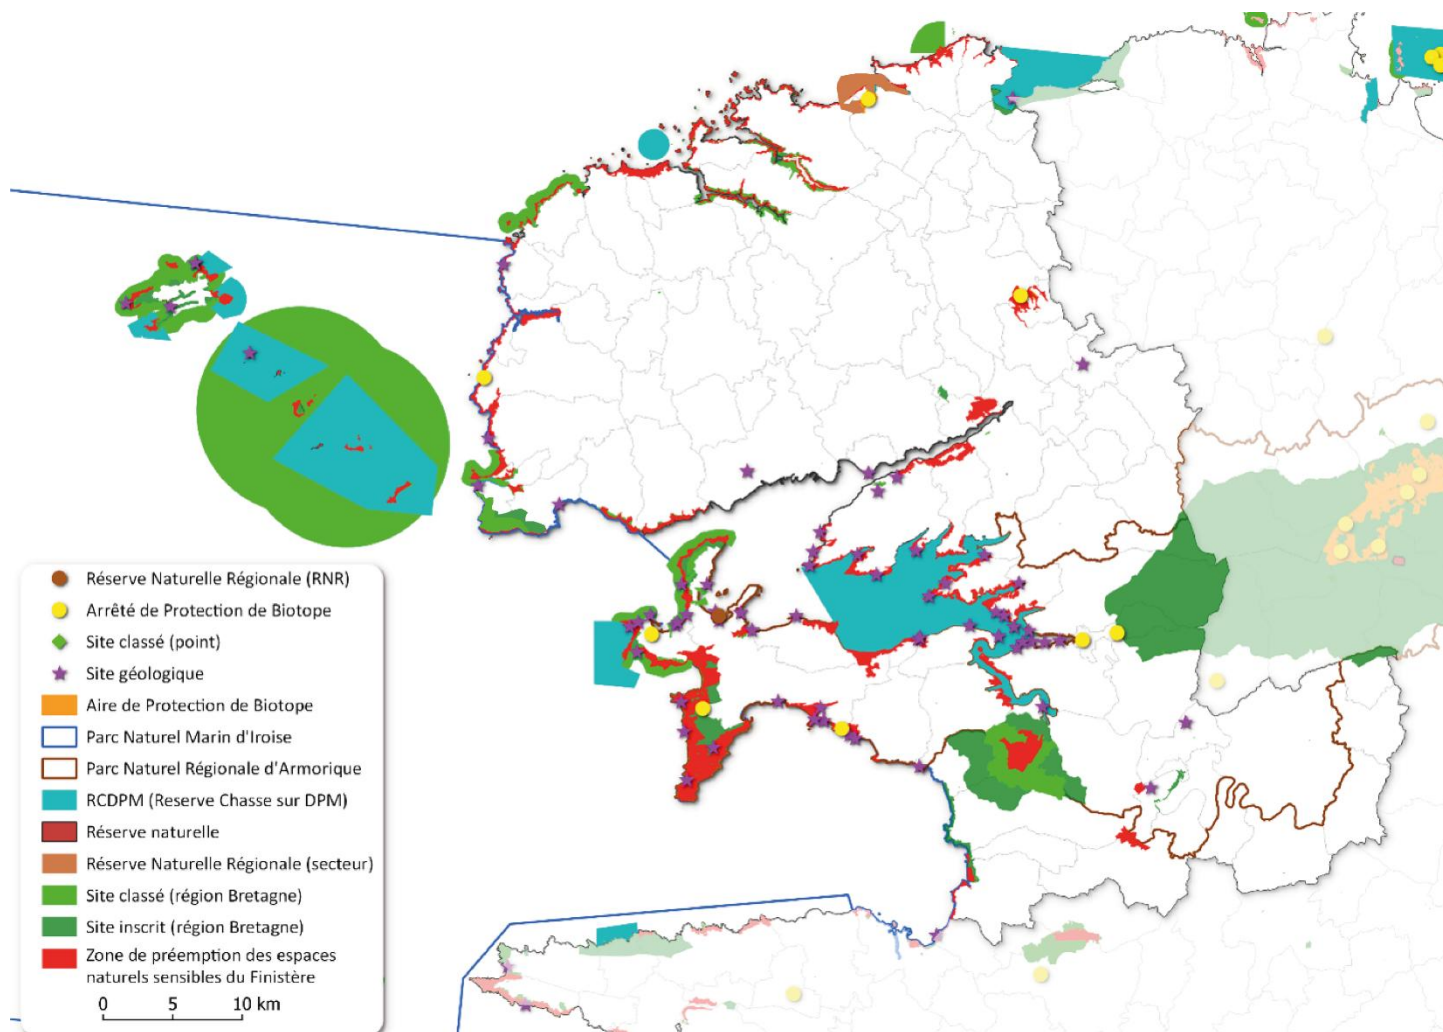 Réserve Naturelle Régionale (RNR)
Arrêté de Protection de Biotope
Site classé (point)
Site géologique
Aire de Protection de Biotope
Parc Naturel Marin d'Iroise
Parc Naturel Régionale d'Armorique
RCDPM (Reserve Chasse sur DPM)
Réserve naturelle
Réserve Naturelle Régionale (secteur)
Site classé (région Bretagne)
Site inscrit (région Bretagne)
Zone de préemption des espaces
naturels sensibles du Finistère
0 5 10 km